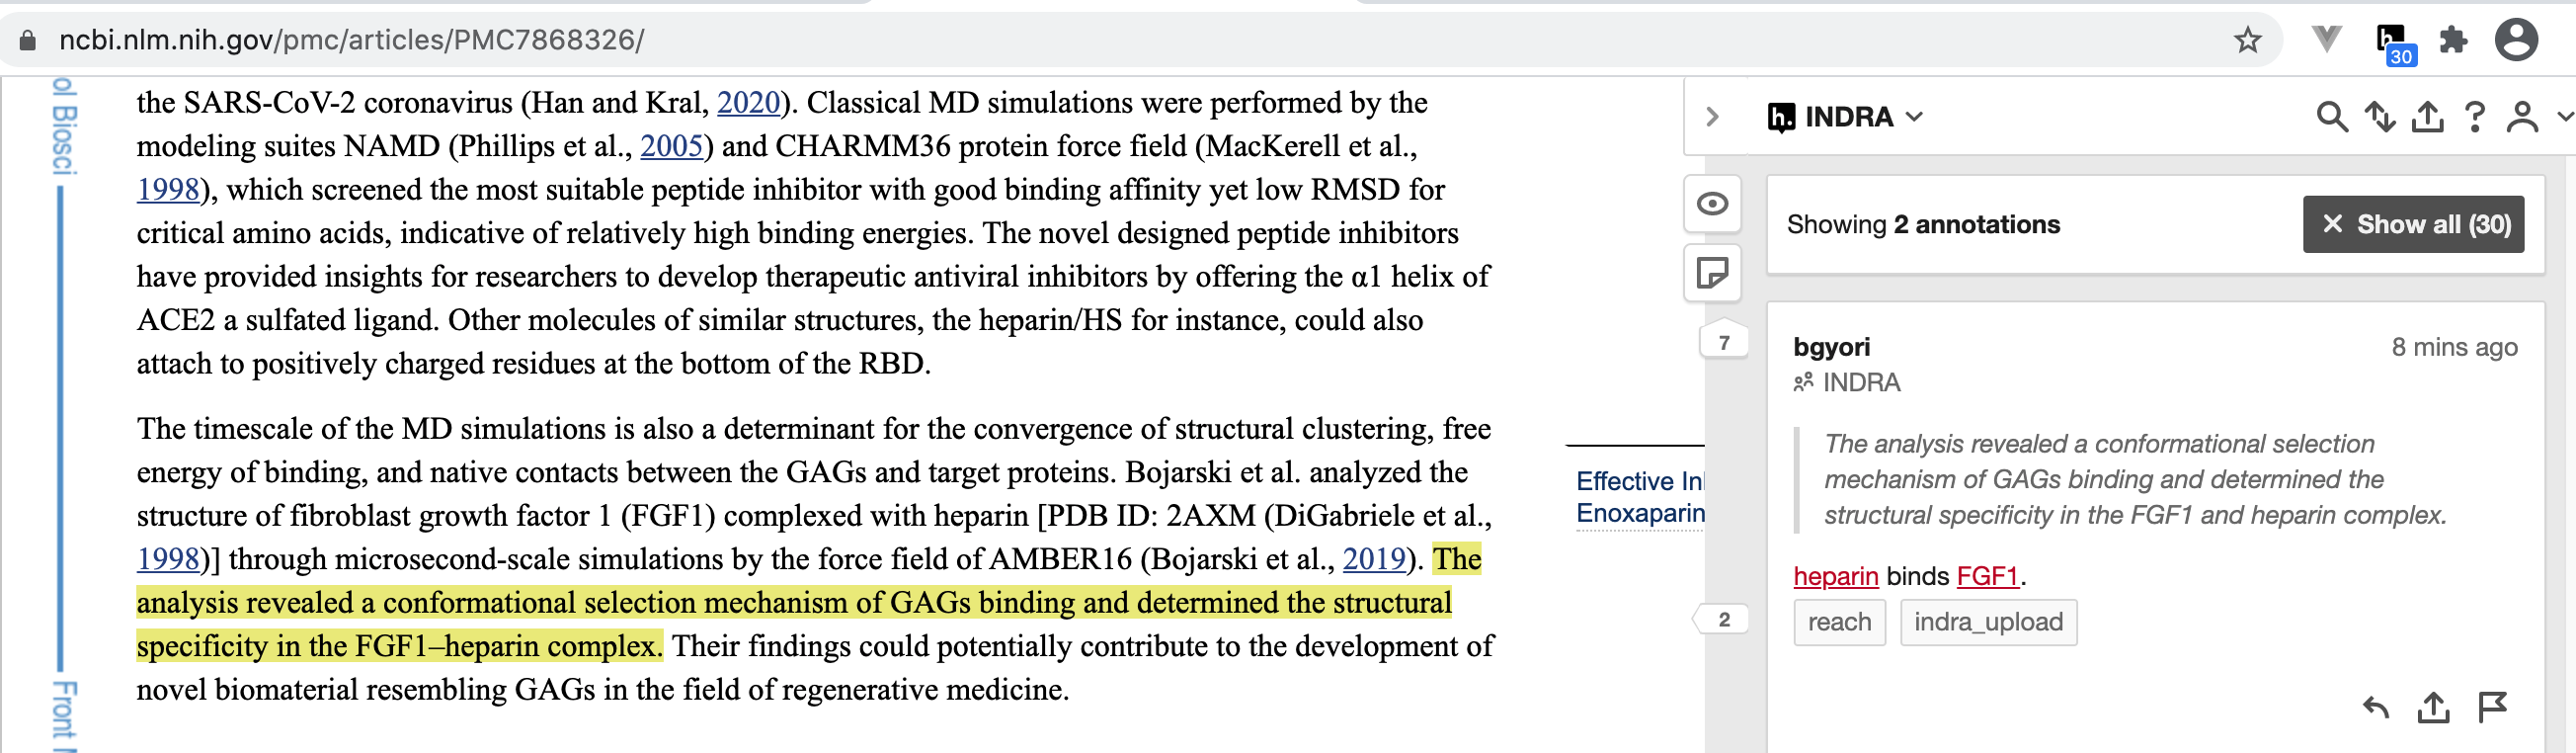 ncbi.nlm.nih.gov/pmc/articles/PMC7868326/
h.
30
ol Biosci
Front
the SARS-CoV-2 coronavirus (Han and Kral, 2020). Classical MD simulations were performed by the
modeling suites NAMD (Phillips et al., 2005) and CHARMM36 protein force field (MacKerell et al.,
1998), which screened the most suitable peptide inhibitor with good binding affinity yet low RMSD for
critical amino acids, indicative of relatively high binding energies. The novel designed peptide inhibitors
have provided insights for researchers to develop therapeutic antiviral inhibitors by offering the α1 helix of
ACE2 a sulfated ligand. Other molecules of similar structures, the heparin/HS for instance, could also
attach to positively charged residues at the bottom of the RBD.
The timescale of the MD simulations is also a determinant for the convergence of structural clustering, free
energy of binding, and native contacts between the GAGs and target proteins. Bojarski et al. analyzed the
structure of fibroblast growth factor 1 (FGF1) complexed with heparin [PDB ID: 2AXM (DiGabriele et al.,
1998)] through microsecond-scale simulations by the force field of AMBER16 (Bojarski et al., 2019). The
analysis revealed a conformational selection mechanism of GAGs binding and determined the structural
specificity in the FGF1–heparin complex. Their findings could potentially contribute to the development of
novel biomaterial resembling GAGs in the field of regenerative medicine.
Effective In
Enoxaparin
7
2
h. INDRA
?
Showing 2 annotations
× Show all (30)
bgyori
8 mins ago
INDRA
The analysis revealed a conformational selection
mechanism of GAGs binding and determined the
structural specificity in the FGF1 and heparin complex.
heparin binds FGF1.
reach
indra_upload